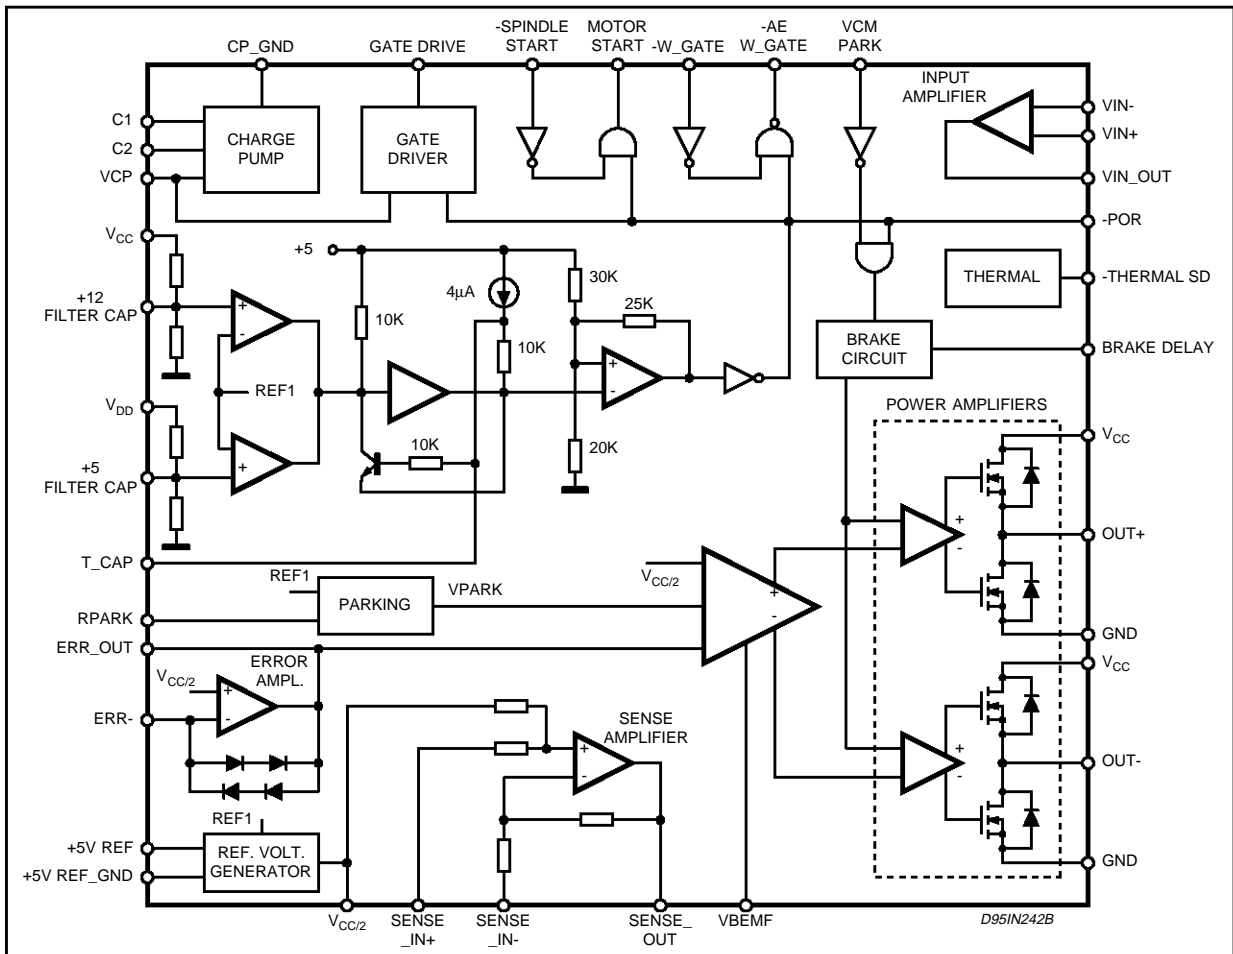 -SPINDLE START
MOTOR START
-W_GATE
-AE W_GATE
VCM PARK
CP_GND
GATE DRIVE
INPUT AMPLIFIER
C1
C2
VCP
CHARGE PUMP
GATE DRIVER
VIN-
VIN+
VIN_OUT
-POR
VCC
+5
+12 FILTER CAP
+
-
10K
4µA
10K
30K
25K
+
-
THERMAL
-THERMAL SD
BRAKE CIRCUIT
BRAKE DELAY
REF1
VDD
+5 FILTER CAP
-
+
10K
20K
POWER AMPLIFIERS
VCC
+
-
OUT+
GND
T_CAP
REF1
PARKING
VPARK
VCC/2
+
-
RPARK
ERR_OUT
VCC/2
ERROR AMPL.
+
-
ERR-
SENSE AMPLIFIER
+
-
VCC
+
-
OUT-
GND
REF1
+5V REF
+5V REF_GND
REF. VOLT. GENERATOR
VCC/2
SENSE _IN+
SENSE _IN-
SENSE_ OUT
VBEMF
D95IN242B